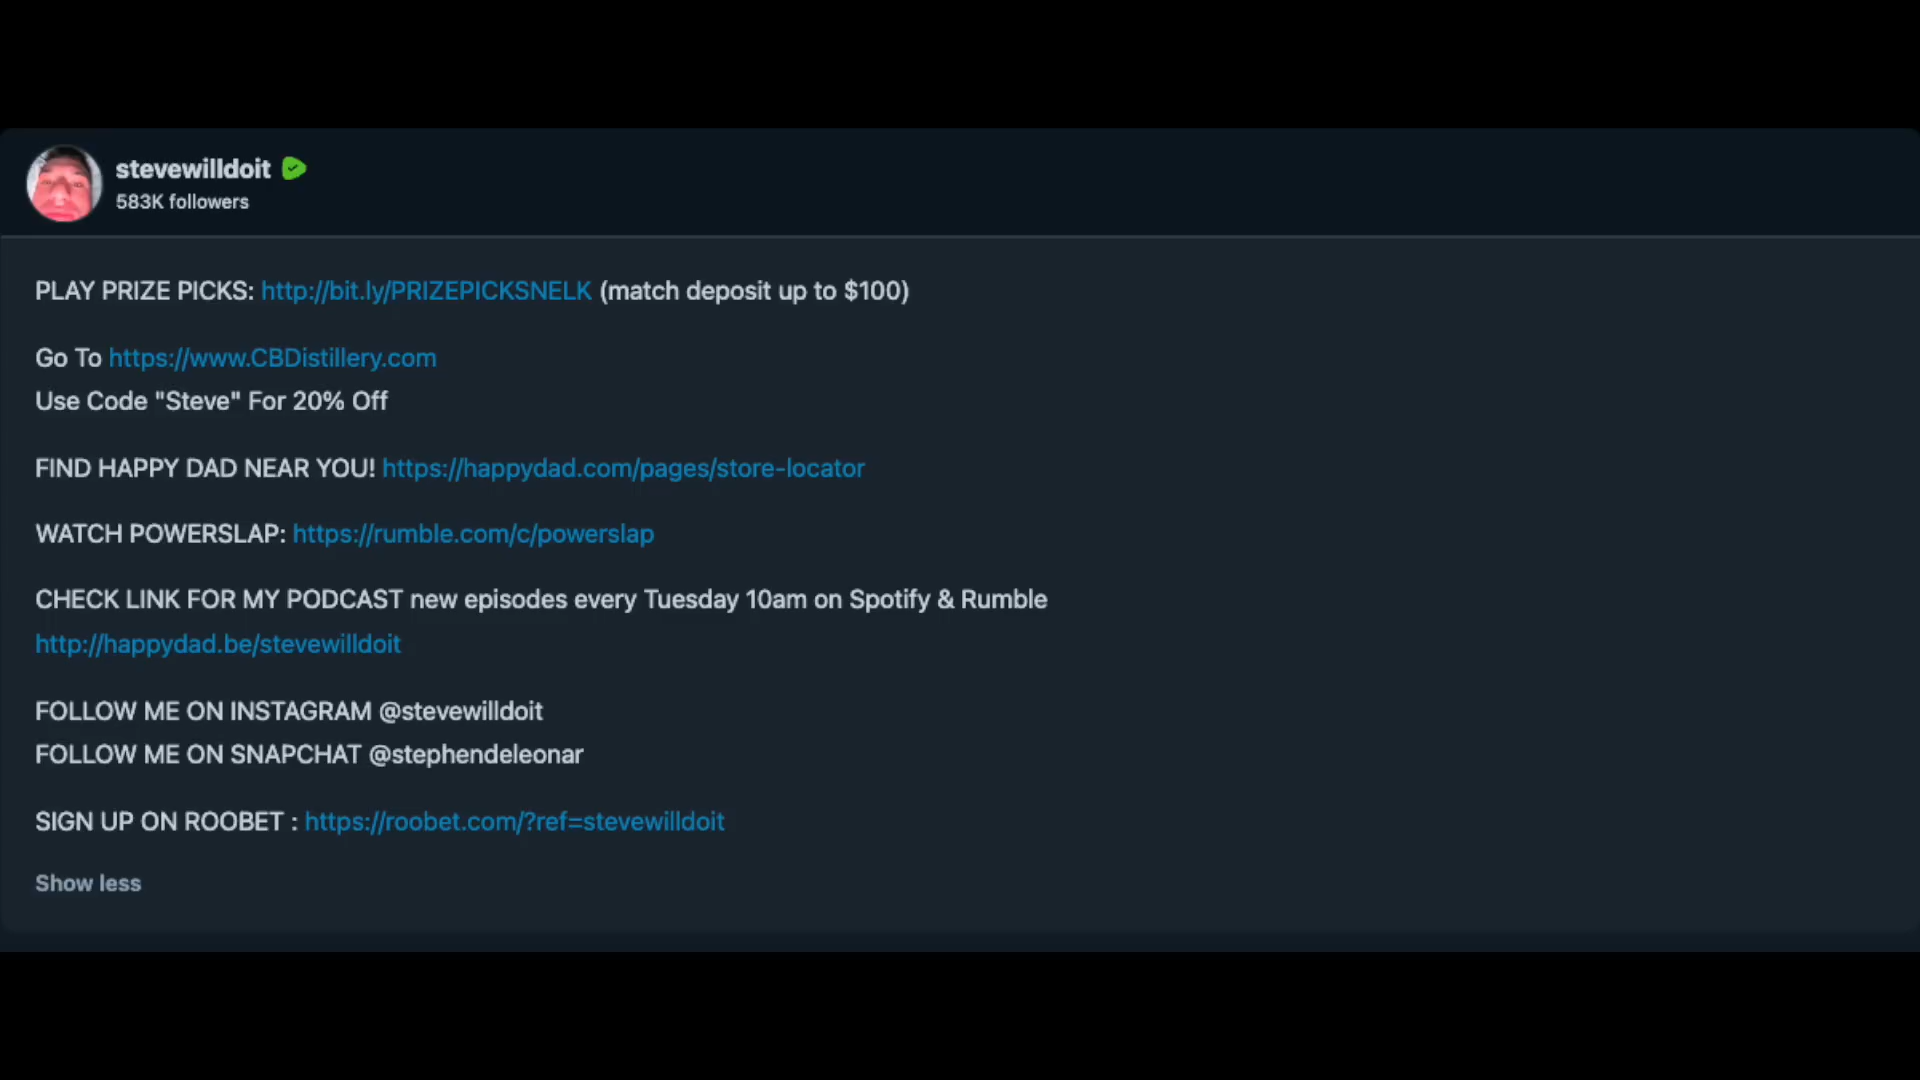 stevewilldoit
583K followers
PLAY PRIZE PICKS: http://bit.ly/PRIZEPICKSNELK (match deposit up to $100)
Go To https://www.CBDistillery.com
Use Code "Steve" For 20% Off
FIND HAPPY DAD NEAR YOU! https://happydad.com/pages/store-locator
WATCH POWERSLAP: https://rumble.com/c/powerslap
CHECK LINK FOR MY PODCAST new episodes every Tuesday 10am on Spotify & Rumble
http://happydad.be/stevewilldoit
FOLLOW ME ON INSTAGRAM @stevewilldoit
FOLLOW ME ON SNAPCHAT @stephendeleonar
SIGN UP ON ROOBET : https://roobet.com/?ref=stevewilldoit
Show less